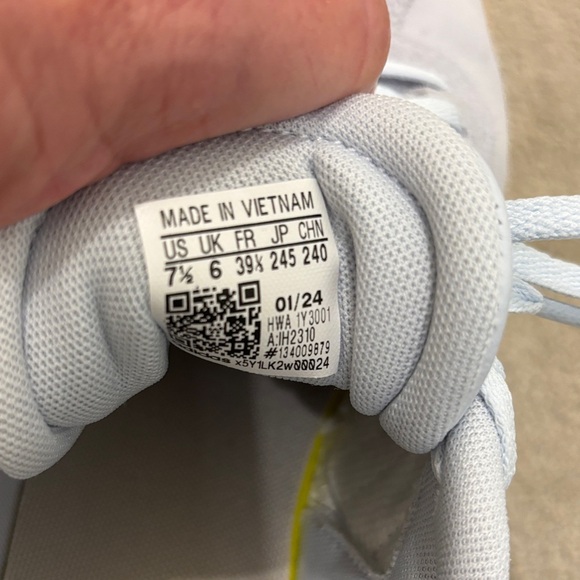 MADE IN VIETNAM
US UK FR JP CHN
7½ 6 39⅓ 245 240
01/24
HWA 1Y3001
A:IH2310
#134009879
x5Y1LK2w00024